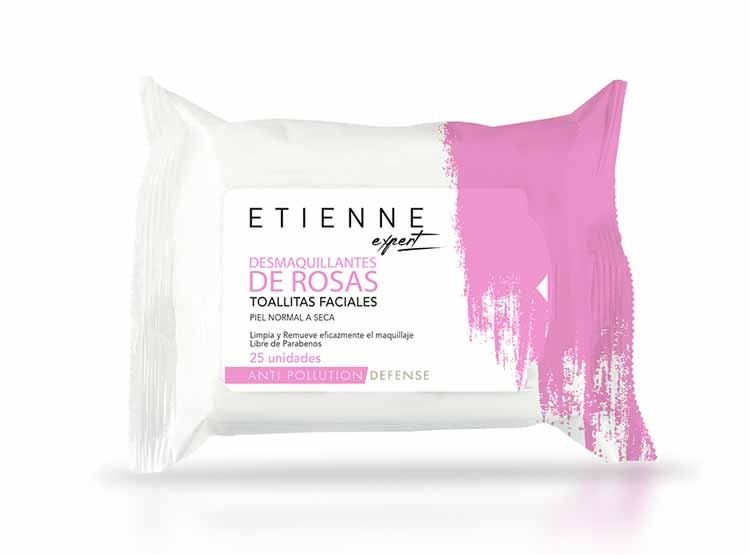 ETIENNE
expert
DESMAQUILLANTES
DE ROSAS
TOALLITAS FACIALES
PIEL NORMAL A SECA
Limpia y Remueve eficazmente el maquillaje
Libre de Parabenos
25 unidades
ANTI POLLUTION DEFENSE